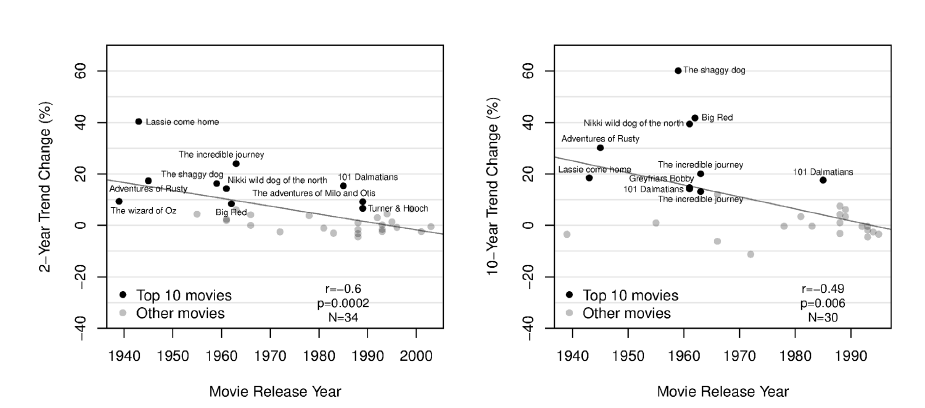 2−Year Trend Change (%)
60
40
20
0
−20
−40
Lassie come home
The incredible journey
The shaggy dog
Nikki wild dog of the north
101 Dalmatians
Adventures of Rusty
The adventures of Milo and Otis
The wizard of Oz
Big Red
Turner & Hooch
Top 10 movies
Other movies
r=−0.6
p=0.0002
N=34
1940 1950 1960 1970 1980 1990 2000
Movie Release Year
10−Year Trend Change (%)
60
40
20
0
−20
−40
The shaggy dog
Nikki wild dog of the north
Big Red
Adventures of Rusty
Lassie come home
The incredible journey
Greyfriars Bobby
101 Dalmatians
101 Dalmatians
The incredible journey
Top 10 movies
Other movies
r=−0.49
p=0.006
N=30
1940 1950 1960 1970 1980 1990
Movie Release Year